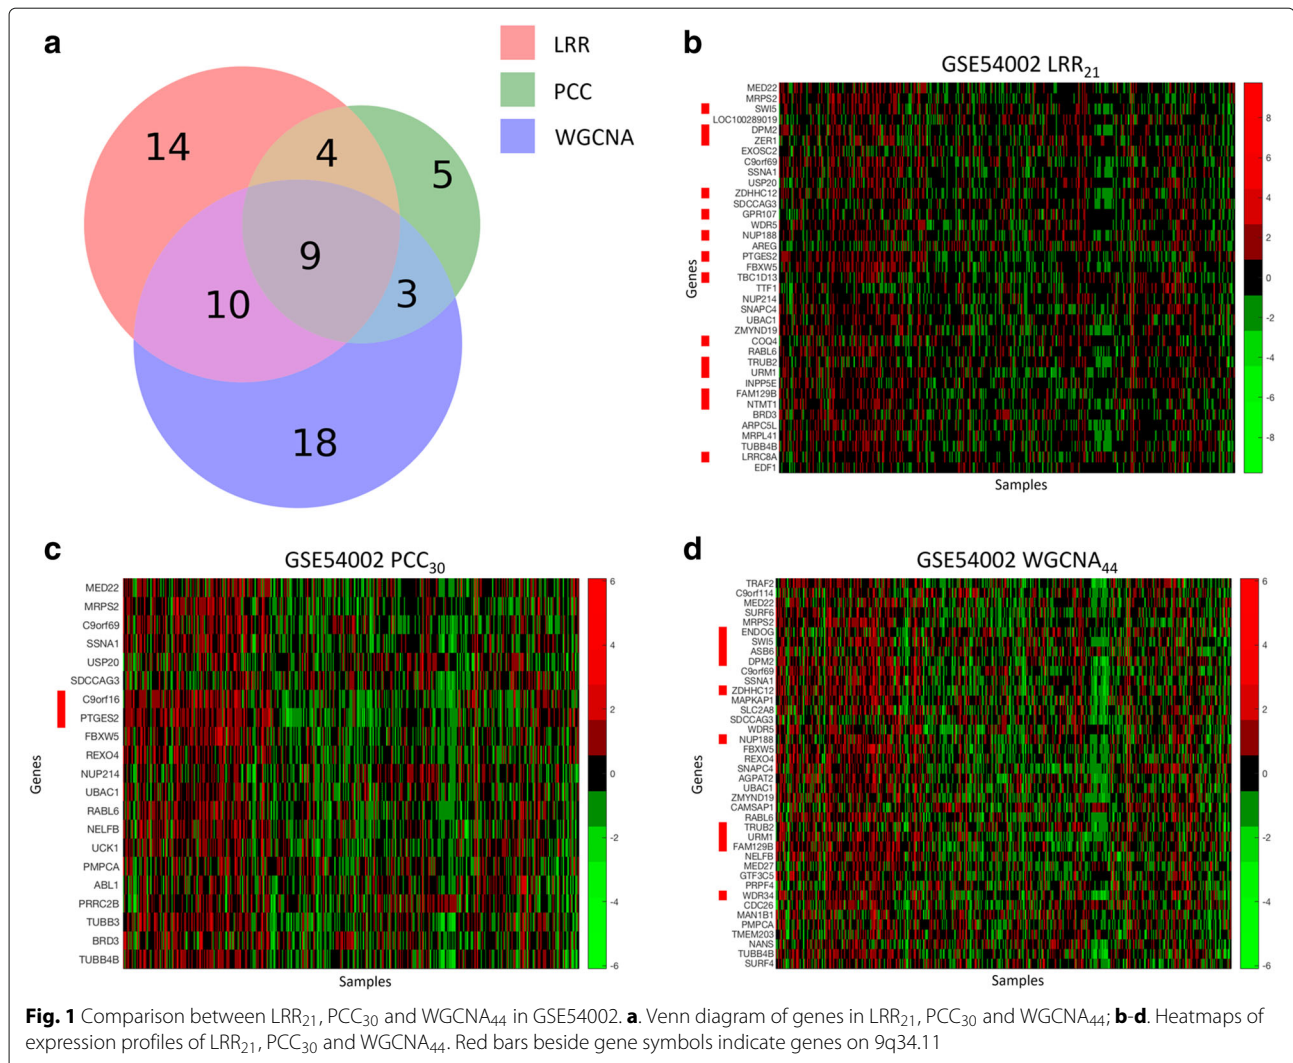 a
LRR
PCC
WGCNA
14
4
5
9
10
3
18
b
GSE54002 LRR21
Genes
MED22
MRPS2
SWI5
LOC100289019
DPM2
ZER1
EXOSC2
C9orf69
SSNA1
USP20
ZDHHC12
SDCCAG3
GPR107
WDR5
NUP188
AREG
PTGES2
FBXW5
TBC1D13
TTF1
NUP214
SNAPC4
UBAC1
ZMYND19
COQ4
RABL6
TRUB2
URM1
INPP5E
FAM129B
NTMT1
BRD3
ARPC5L
MRPL41
TUBB4B
LRRC8A
EDF1
8
6
4
2
0
-2
-4
-6
-8
Samples
c
GSE54002 PCC30
Genes
MED22
MRPS2
C9orf69
SSNA1
USP20
SDCCAG3
C9orf16
PTGES2
FBXW5
REXO4
NUP214
UBAC1
RABL6
NELFB
UCK1
PMPCA
ABL1
PRRC2B
TUBB3
BRD3
TUBB4B
6
4
2
0
-2
-4
-6
Samples
d
GSE54002 WGCNA44
Genes
TRAF2
C9orf114
MED22
SURF6
MRPS2
ENDOG
SWI5
ASB6
DPM2
C9orf69
SSNA1
ZDHHC12
MAPKAP1
SLC2A8
SDCCAG3
WDR5
NUP188
FBXW5
REXO4
SNAPC4
AGPAT2
UBAC1
ZMYND19
CAMSAP1
RABL6
TRUB2
URM1
FAM129B
NELFB
MED27
GTF3C5
PRPF4
WDR34
CDC26
MAN1B1
PMPCA
TMEM203
NANS
TUBB4B
SURF4
6
4
2
0
-2
-4
-6
Samples
Fig. 1 Comparison between LRR21, PCC30 and WGCNA44 in GSE54002. a. Venn diagram of genes in LRR21, PCC30 and WGCNA44; b-d. Heatmaps of
expression profiles of LRR21, PCC30 and WGCNA44. Red bars beside gene symbols indicate genes on 9q34.11